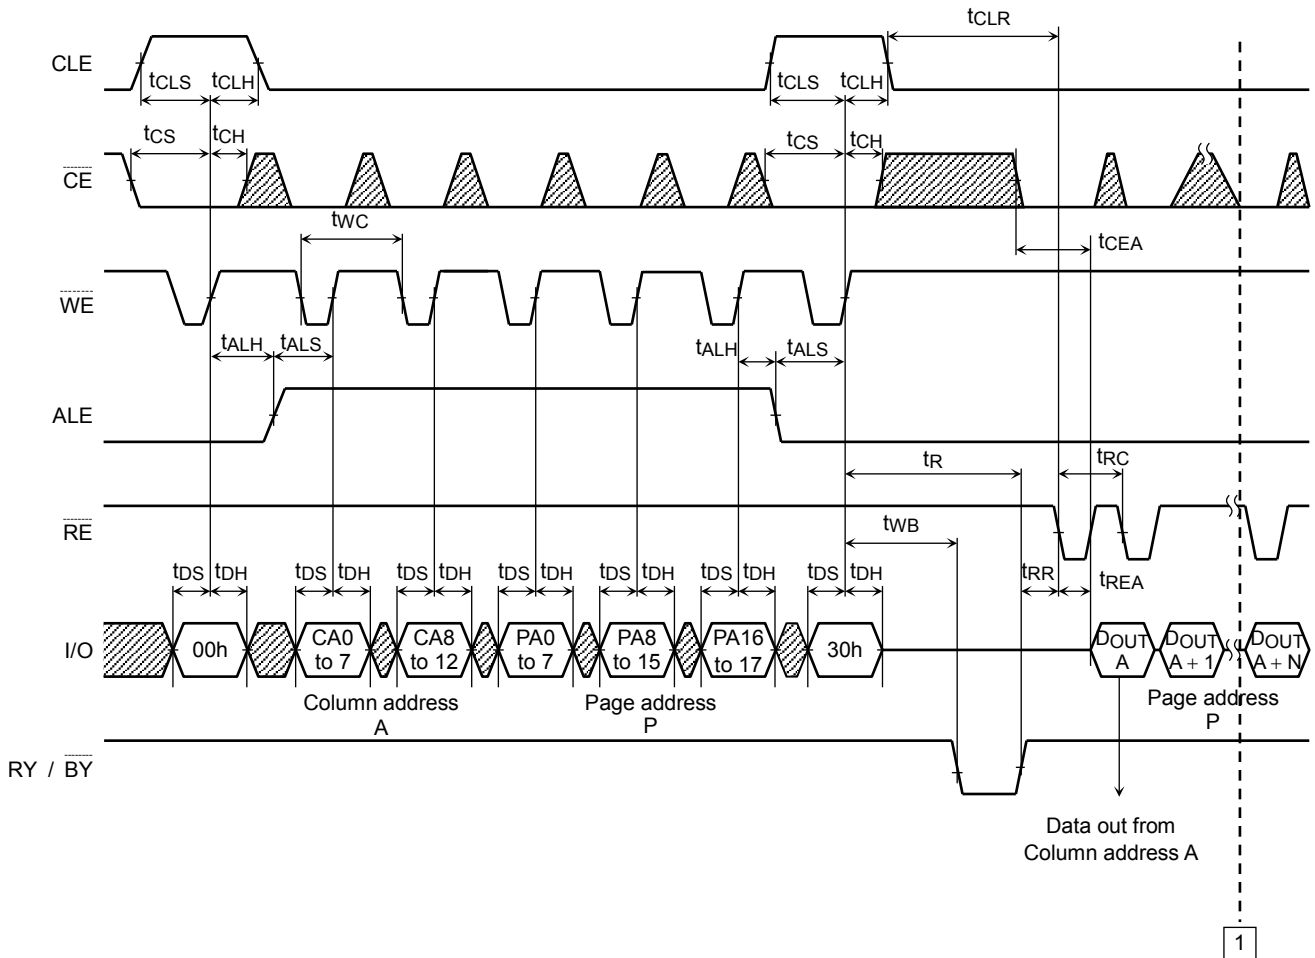 tCLR
CLE
tCLS tCLH tCLS tCLH
tCS tCH tCS tCH
CE
tWC
tCEA
WE
tALH tALS tALH tALS
ALE
tR tRC
RE
tWB
tDS tDH tDS tDH tDS tDH tDS tDH tDS tDH tDS tDH tDS tDH tRR tREA
I/O 00h CA0 to 7 CA8 to 12 PA0 to 7 PA8 to 15 PA16 to 17 30h DOUT A DOUT A + 1 DOUT A + N
Column address A
Page address P
Page address P
RY / BY
Data out from
Column address A
1